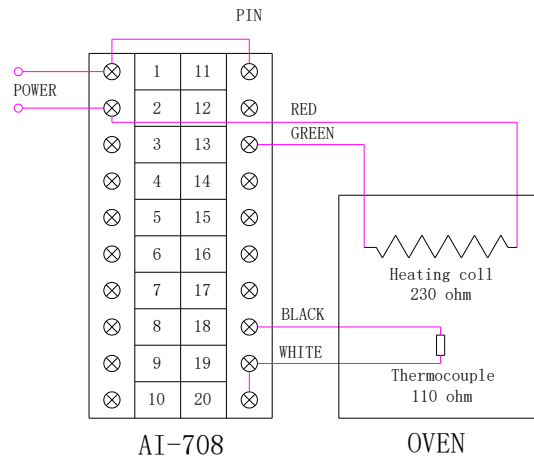 PIN
POWER
1 11
2 12
3 13
4 14
5 15
6 16
7 17
8 18
9 19
10 20
RED
GREEN
BLACK
WHITE
Heating coll
230 ohm
Thermocouple
110 ohm
AI-708
OVEN